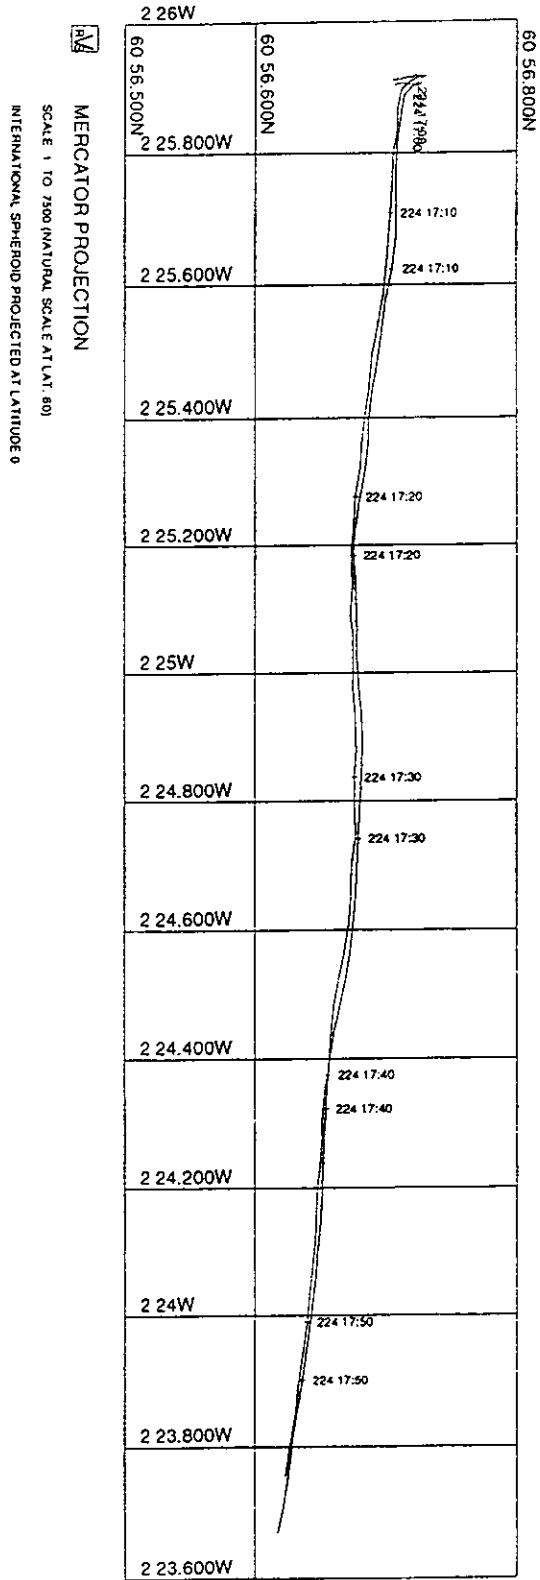 2 26W
60 56.500N
60 56.600N
60 56.800N
2 25.800W
224 17:10
224 17:10
2 25.600W
2 25.400W
224 17:20
2 25.200W
224 17:20
2 25W
224 17:30
2 24.800W
224 17:30
2 24.600W
2 24.400W
224 17:40
224 17:40
2 24.200W
2 24W
224 17:50
224 17:50
2 23.800W
2 23.600W
RVS
MERCATOR PROJECTION
SCALE 1 TO 7500 (NATURAL SCALE AT LAT. 60)
INTERNATIONAL SPHEROID PROJECTED AT LATITUDE 0